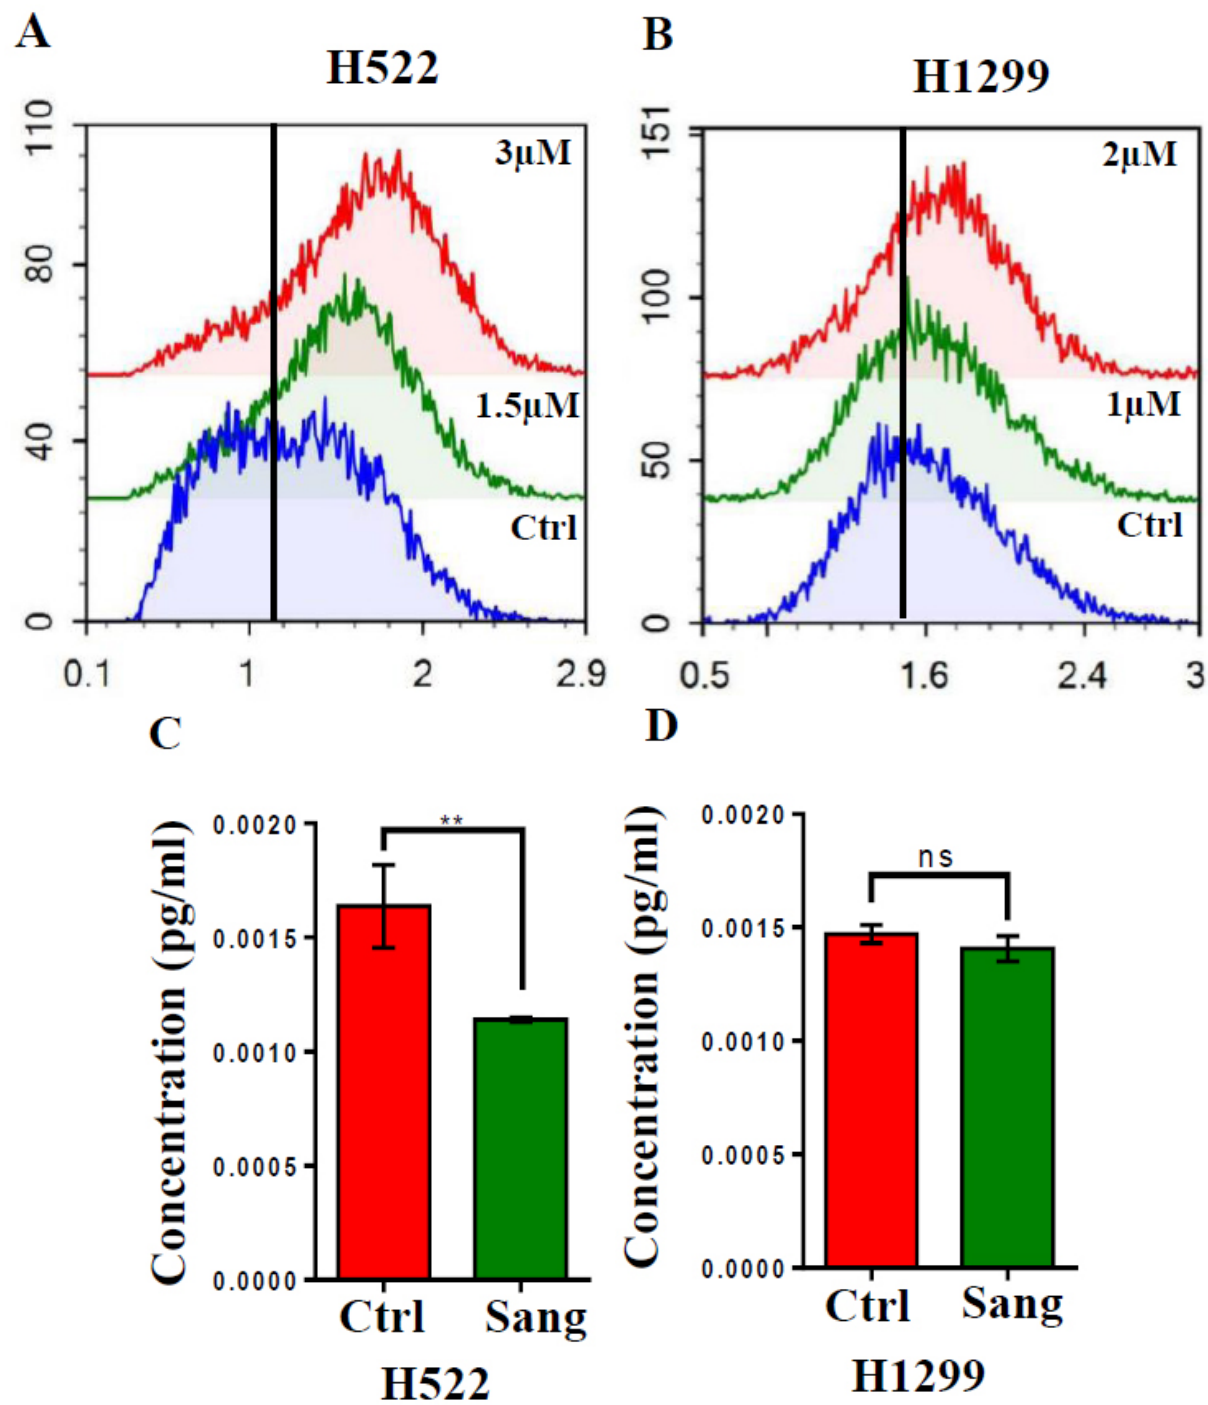 A
H522
110
80
40
0
3µM
1.5µM
Ctrl
0.1 1 2 2.9
B
H1299
151
100
50
0
2µM
1µM
Ctrl
0.5 1.6 2.4 3
C
Concentration (pg/ml)
0.0020
0.0015
0.0010
0.0005
0.0000
**
Ctrl Sang
H522
D
Concentration (pg/ml)
0.0020
0.0015
0.0010
0.0005
0.0000
ns
Ctrl Sang
H1299